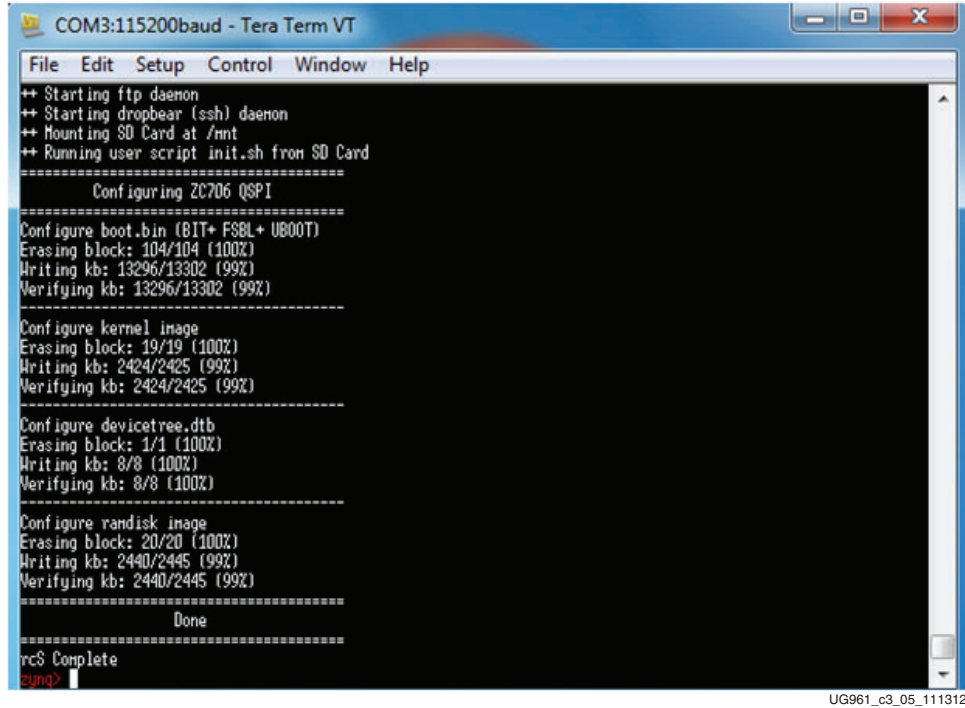 COM3:115200baud - Tera Term VT
File Edit Setup Control Window Help
++ Starting ftp daemon
++ Starting dropbear (ssh) daemon
++ Mounting SD Card at /mnt
++ Running user script init.sh from SD Card
========================================
Configuring ZC706 QSPI
========================================
Configure boot.bin (BIT+ FSBL+ UBOOT)
Erasing block: 104/104 (100%)
Writing kb: 13296/13302 (99%)
Verifying kb: 13296/13302 (99%)
----------------------------------------
Configure kernel image
Erasing block: 19/19 (100%)
Writing kb: 2424/2425 (99%)
Verifying kb: 2424/2425 (99%)
----------------------------------------
Configure devicetree.dtb
Erasing block: 1/1 (100%)
Writing kb: 8/8 (100%)
Verifying kb: 8/8 (100%)
----------------------------------------
Configure ramdisk image
Erasing block: 20/20 (100%)
Writing kb: 2440/2445 (99%)
Verifying kb: 2440/2445 (99%)
========================================
Done
========================================
rcS Complete
zynq>
UG961_c3_05_111312